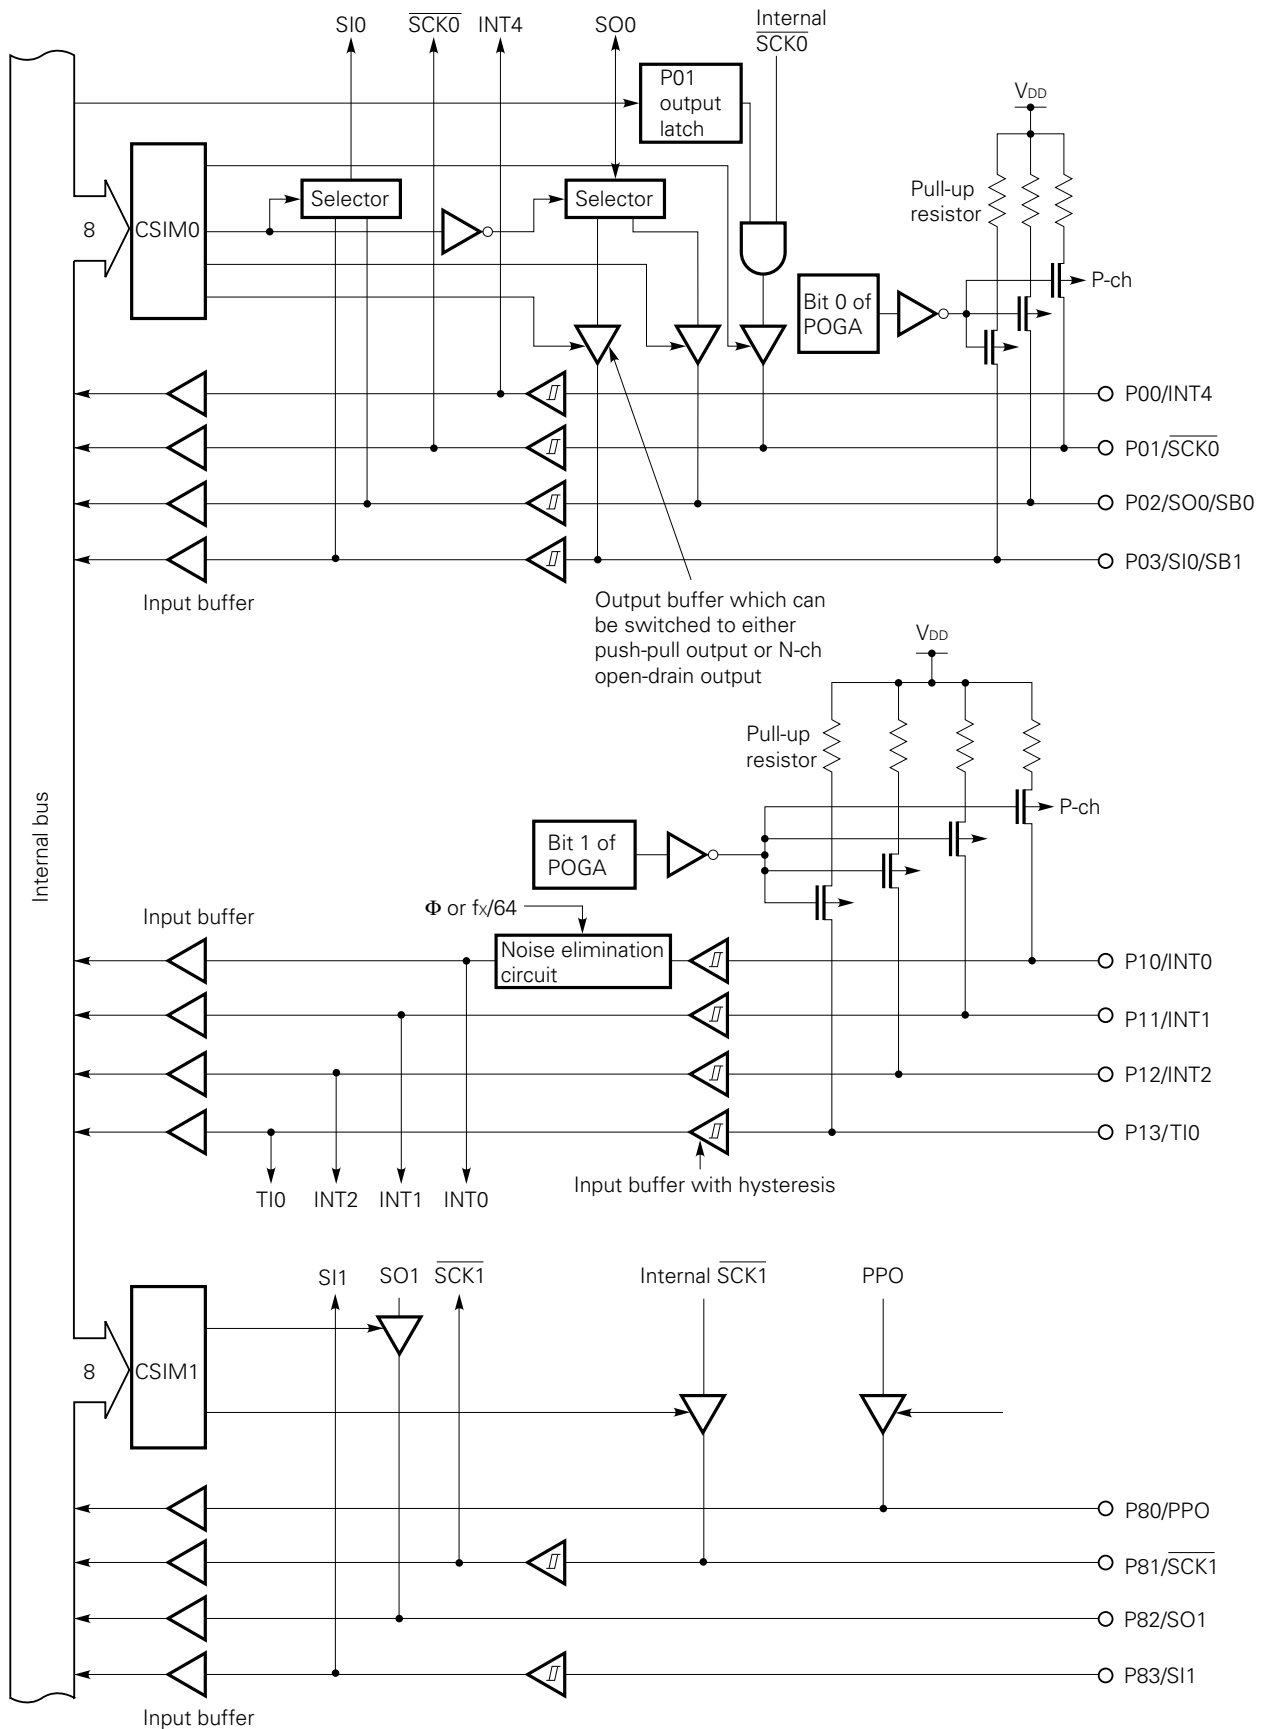 SI0
SCK0
INT4
SO0
Internal
SCK0
P01
output
latch
VDD
Pull-up
resistor
Selector
Selector
8
CSIM0
P-ch
Bit 0 of
POGA
P00/INT4
P01/SCK0
P02/SO0/SB0
P03/SI0/SB1
Input buffer
Output buffer which can
be switched to either
push-pull output or N-ch
open-drain output
VDD
Pull-up
resistor
P-ch
Internal bus
Bit 1 of
POGA
Input buffer
Φ or fX/64
Noise elimination
circuit
P10/INT0
P11/INT1
P12/INT2
P13/TI0
Input buffer with hysteresis
TI0
INT2
INT1
INT0
SI1
SO1
SCK1
Internal SCK1
PPO
8
CSIM1
P80/PPO
P81/SCK1
P82/SO1
P83/SI1
Input buffer